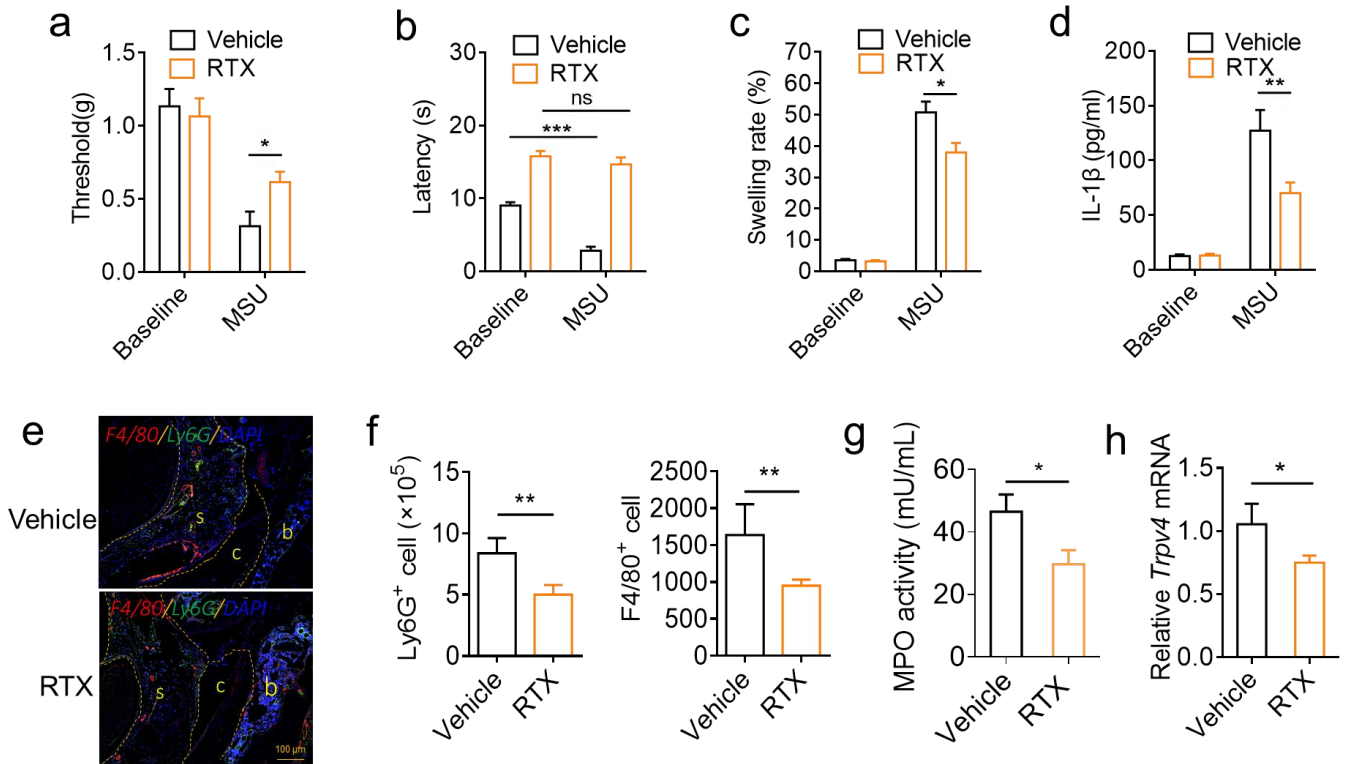 a
Vehicle
RTX
Threshold(g)
1.5
1.0
0.5
0.0
*
Baseline
MSU
b
Vehicle
RTX
Latency (s)
30
20
10
0
***
ns
Baseline
MSU
c
Vehicle
RTX
Swelling rate (%)
70
60
50
40
30
20
10
0
*
Baseline
MSU
d
Vehicle
RTX
IL-1β (pg/ml)
200
150
100
50
0
**
Baseline
MSU
e
Vehicle
F4/80/Ly6G/DAPI
s
c
b
RTX
F4/80/Ly6G/DAPI
s
c
b
100 μm
f
Ly6G+ cell (×10⁵)
15
10
5
0
**
Vehicle
RTX
F4/80+ cell
2500
2000
1500
1000
500
0
**
Vehicle
RTX
g
MPO activity (mU/mL)
60
40
20
0
*
Vehicle
RTX
h
Relative Trpv4 mRNA
1.5
1.0
0.5
0.0
*
Vehicle
RTX